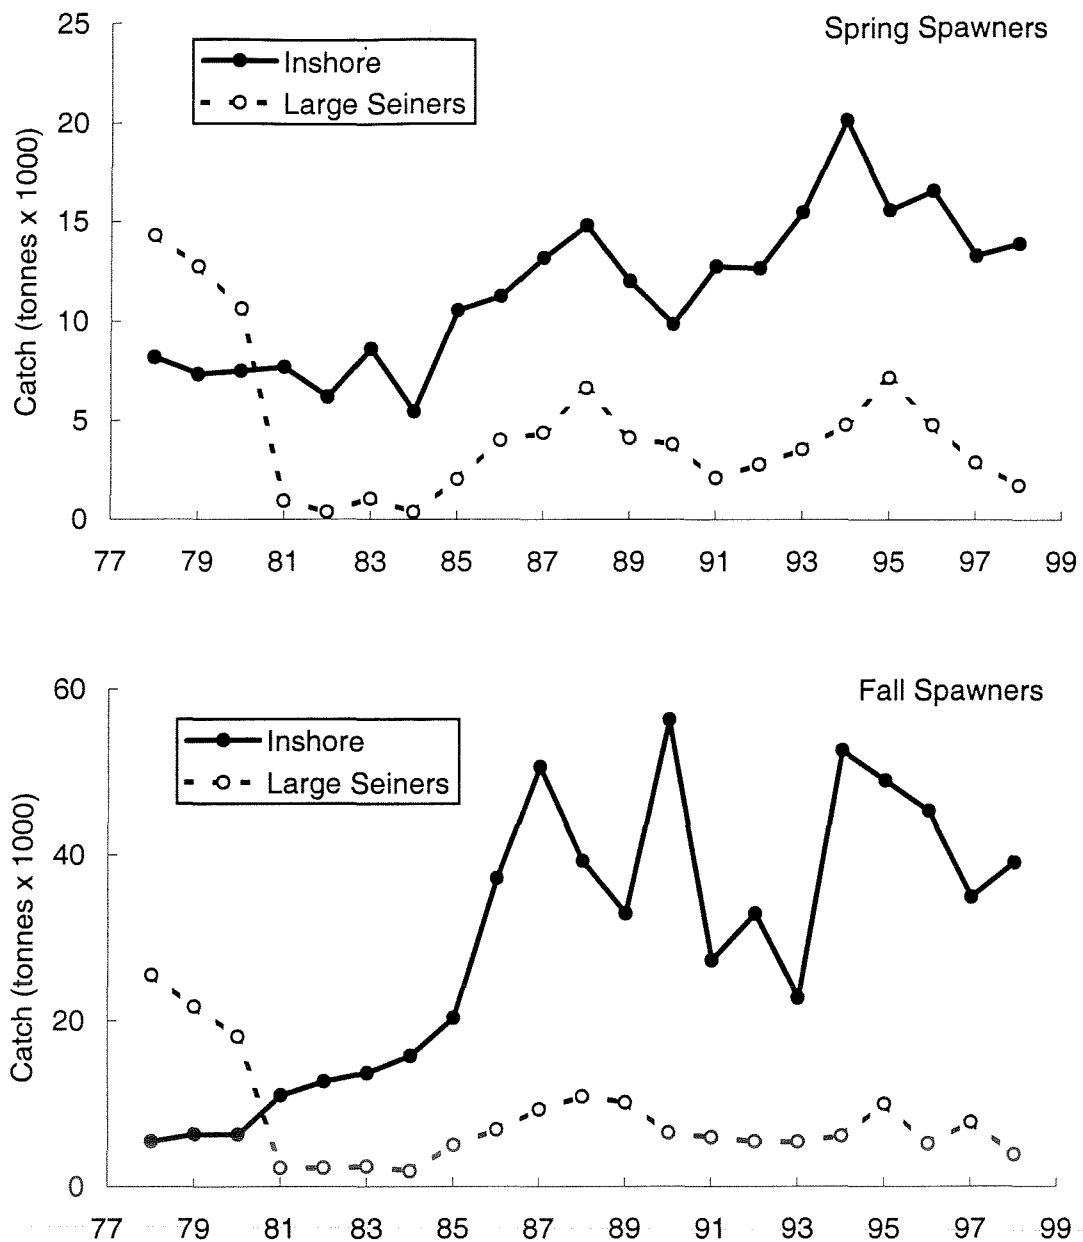 Spring Spawners
Inshore
Large Seiners
Catch (tonnes x 1000)
25
20
15
10
5
0
77 79 81 83 85 87 89 91 93 95 97 99
Fall Spawners
Inshore
Large Seiners
Catch (tonnes x 1000)
60
40
20
0
77 79 81 83 85 87 89 91 93 95 97 99